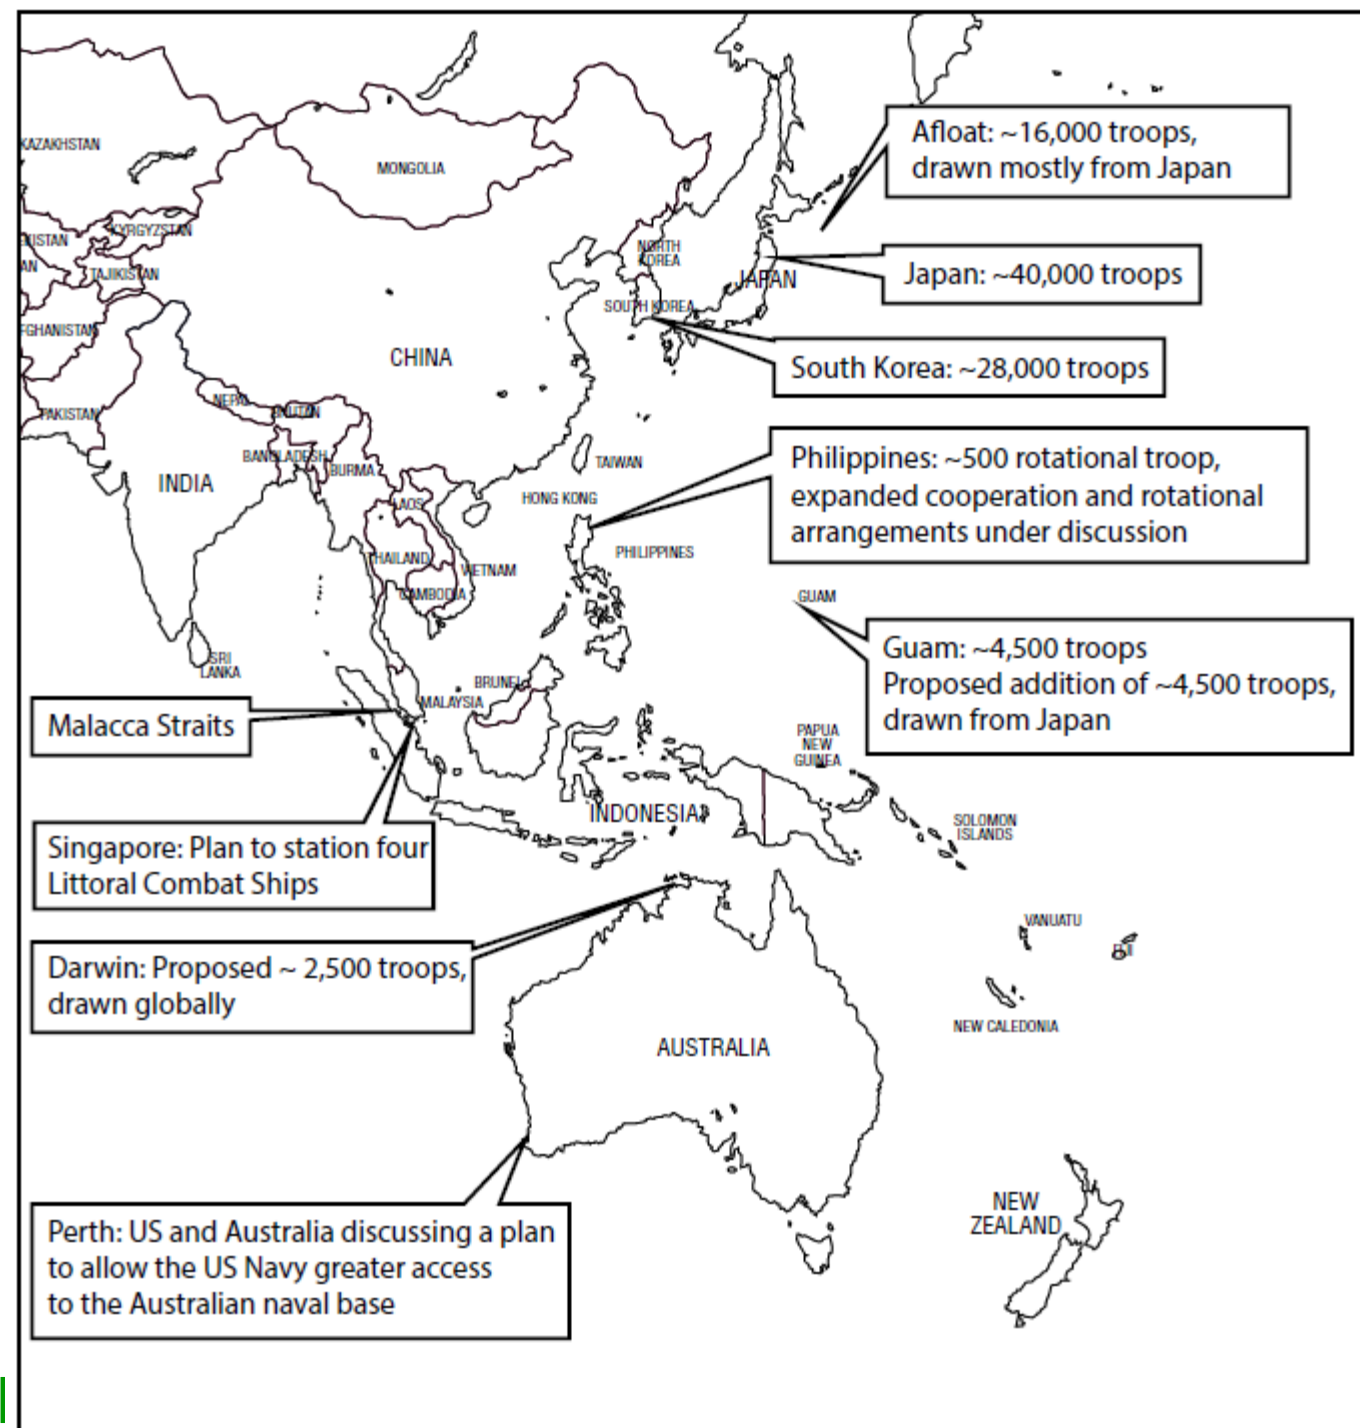 KAZAKHSTAN
MONGOLIA
Afloat: ~16,000 troops,
drawn mostly from Japan
KYRGYZSTAN
TAJIKISTAN
NORTH
KOREA
JAPAN
Japan: ~40,000 troops
SOUTH KOREA
South Korea: ~28,000 troops
CHINA
PAKISTAN
NEPAL
BANGLADESH
BURMA
INDIA
TAIWAN
HONG KONG
LAOS
Philippines: ~500 rotational troop,
expanded cooperation and rotational
arrangements under discussion
PHILIPPINES
THAILAND
VIETNAM
CAMBODIA
GUAM
Guam: ~4,500 troops
Proposed addition of ~4,500 troops,
drawn from Japan
SRI
LANKA
BRUNEI
MALAYSIA
Malacca Straits
PAPUA
NEW
GUINEA
INDONESIA
SOLOMON
ISLANDS
Singapore: Plan to station four
Littoral Combat Ships
VANUATU
Darwin: Proposed ~ 2,500 troops,
drawn globally
NEW CALEDONIA
AUSTRALIA
NEW
ZEALAND
Perth: US and Australia discussing a plan
to allow the US Navy greater access
to the Australian naval base